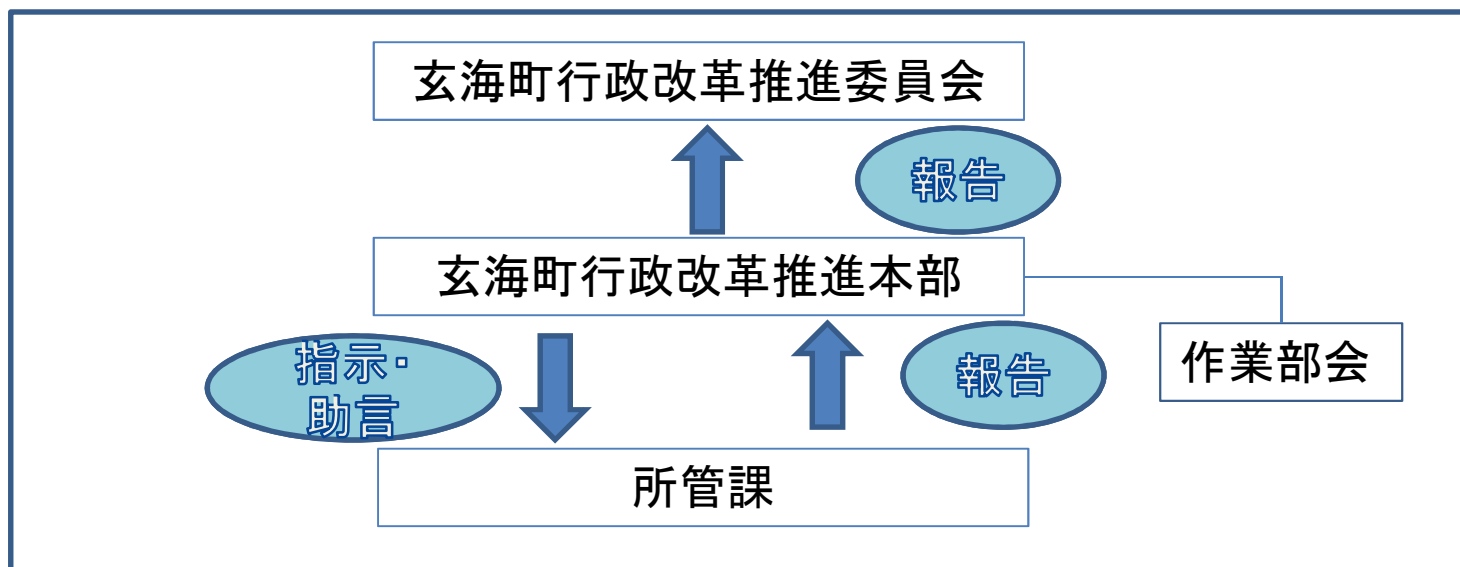 玄海町行政改革推進委員会
報告
玄海町行政改革推進本部
指示・
助言
報告
作業部会
所管課